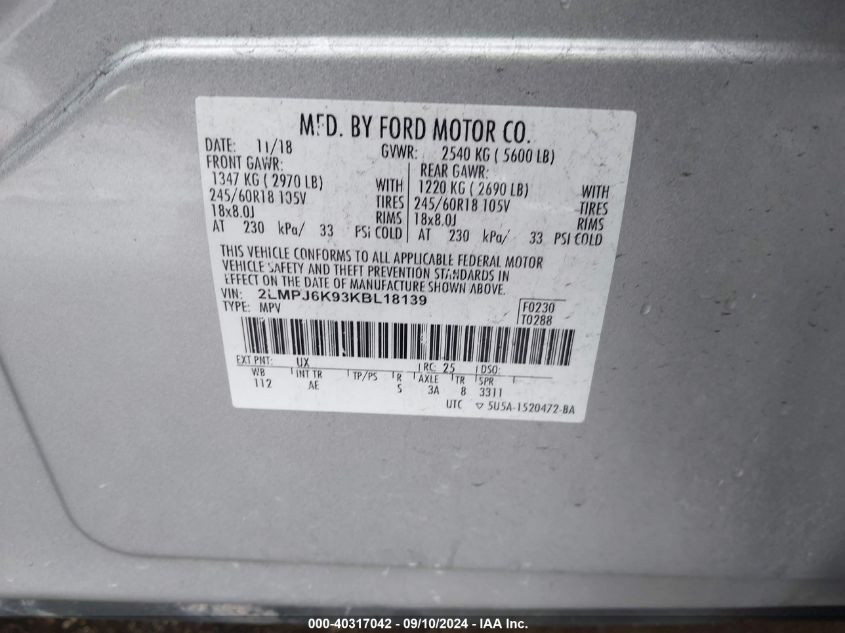 MFD. BY FORD MOTOR CO.
DATE: 11/18 GVWR: 2540 KG ( 5600 LB)
FRONT GAWR: REAR GAWR:
1347 KG ( 2970 LB) WITH 1220 KG ( 2690 LB) WITH
245/60R18 105V TIRES 245/60R18 105V TIRES
18x8.0J RIMS 18x8.0J RIMS
AT 230 kPa/ 33 PSI COLD AT 230 kPa/ 33 PSI COLD
THIS VEHICLE CONFORMS TO ALL APPLICABLE FEDERAL MOTOR
VEHICLE SAFETY AND THEFT PREVENTION STANDARDS IN
EFFECT ON THE DATE OF MANUFACTURE SHOWN ABOVE.
VIN: 2LMPJ6K93KBL18139 F0230
TYPE: MPV T0288
EXT PNT: UX RC: 25 DSO:
WB INT TR TP/PS R AXLE TR SPR
112 AE S 3A 8 3311
UTC ▽ 5U5A-1520472-BA
000-40317042 - 09/10/2024 - IAA Inc.